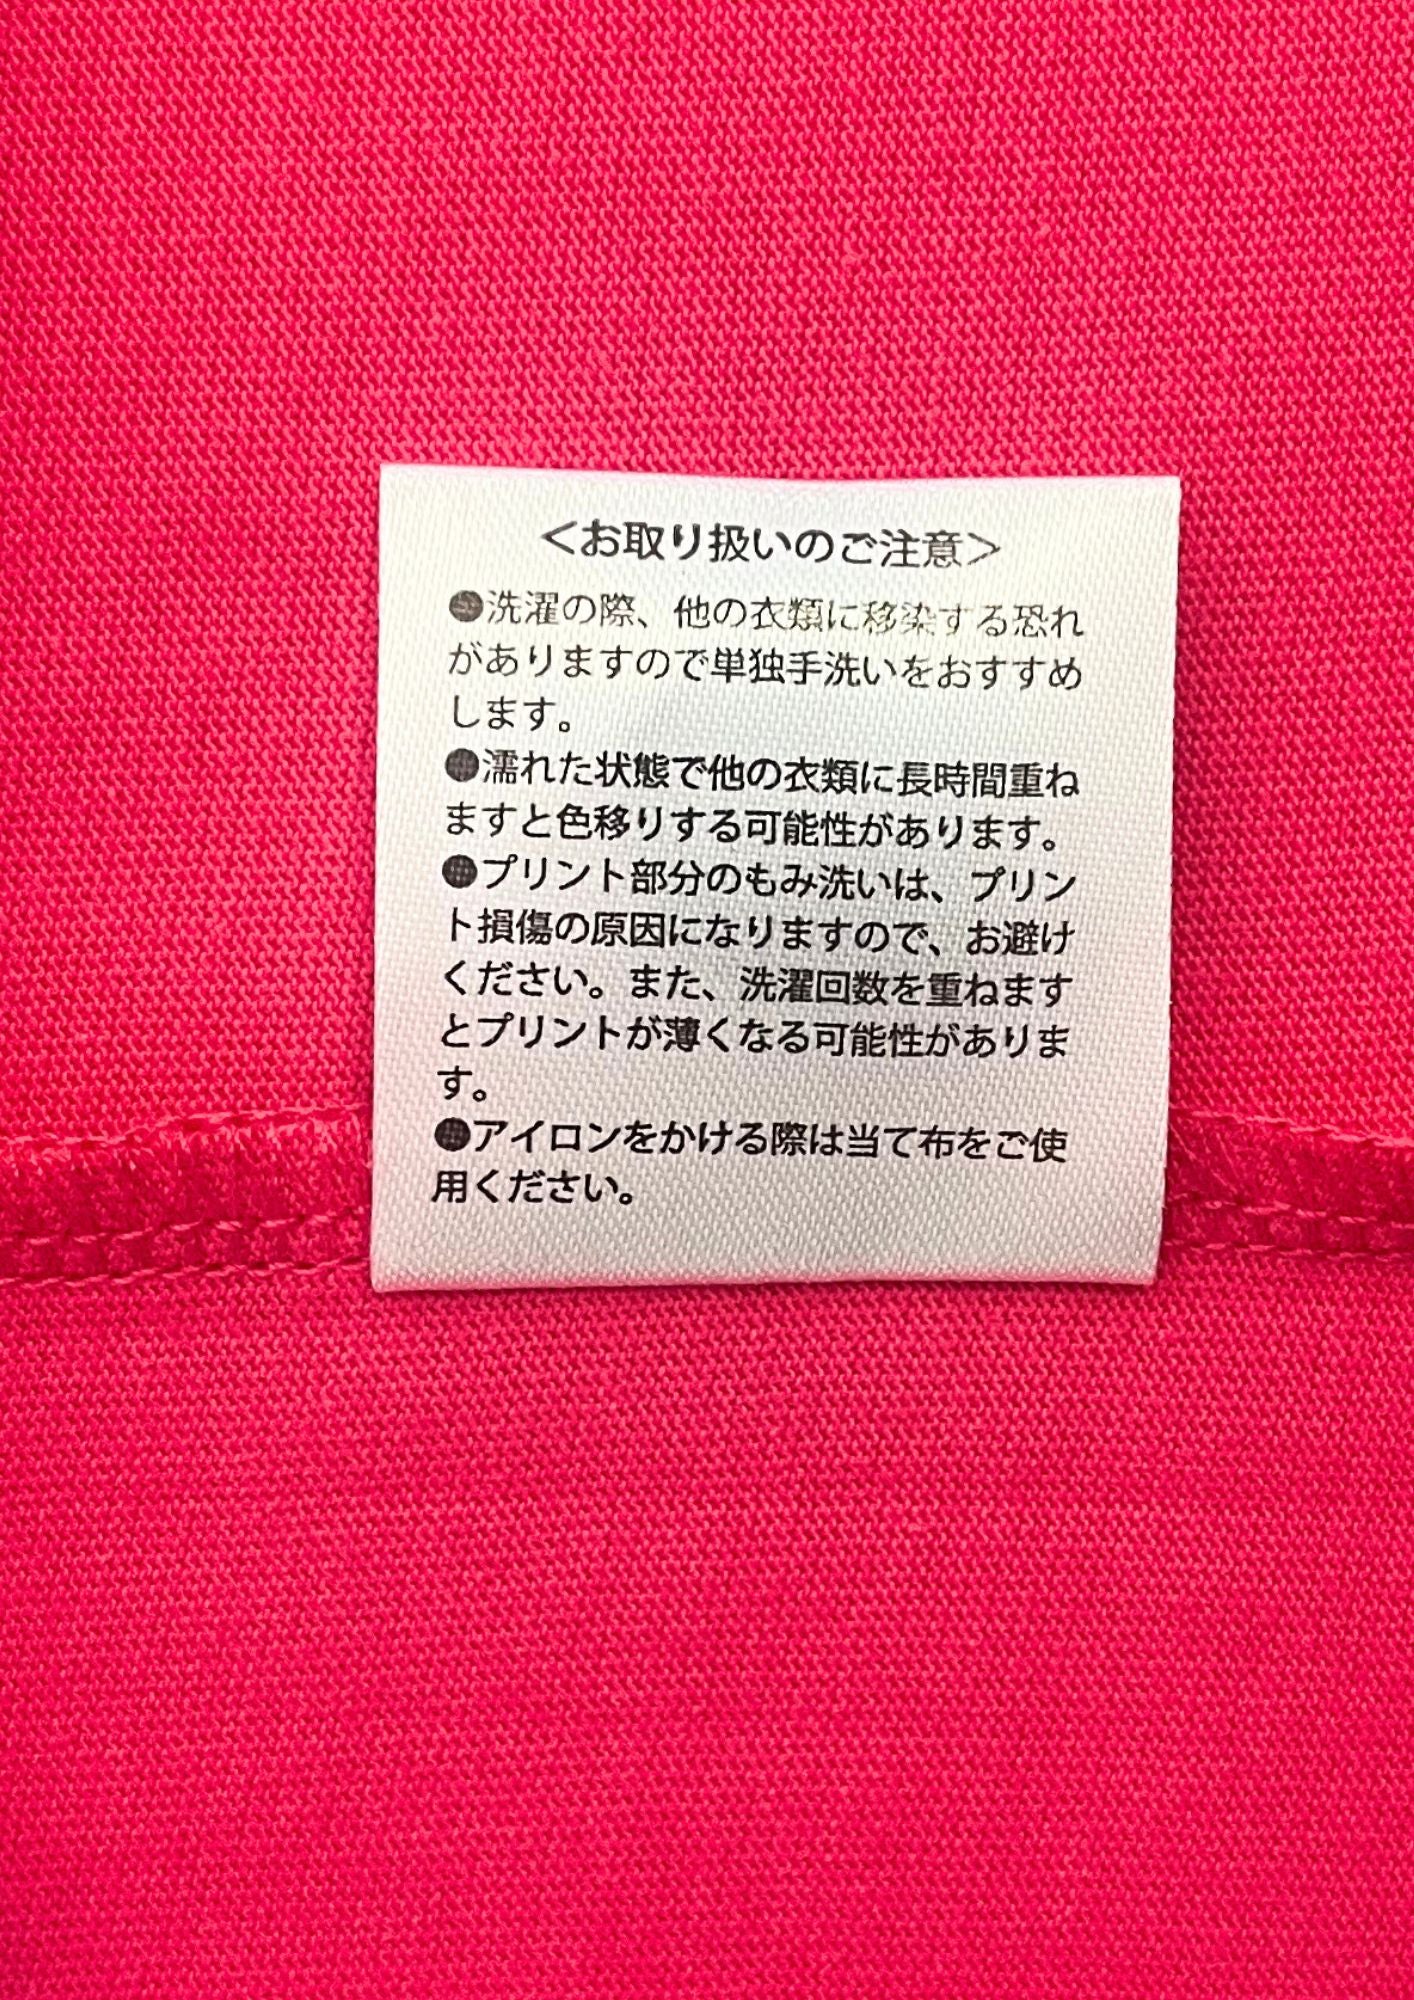 ＜お取り扱いのご注意＞
●洗濯の際、他の衣類に移染する恐れ
がありますので単独手洗いをおすすめ
します。
●濡れた状態で他の衣類に長時間重ね
ますと色移りする可能性があります。
●プリント部分のもみ洗いは、プリン
ト損傷の原因になりますので、お避け
ください。また、洗濯回数を重ねます
とプリントが薄くなる可能性がありま
す。
●アイロンをかける際は当て布をご使
用ください。